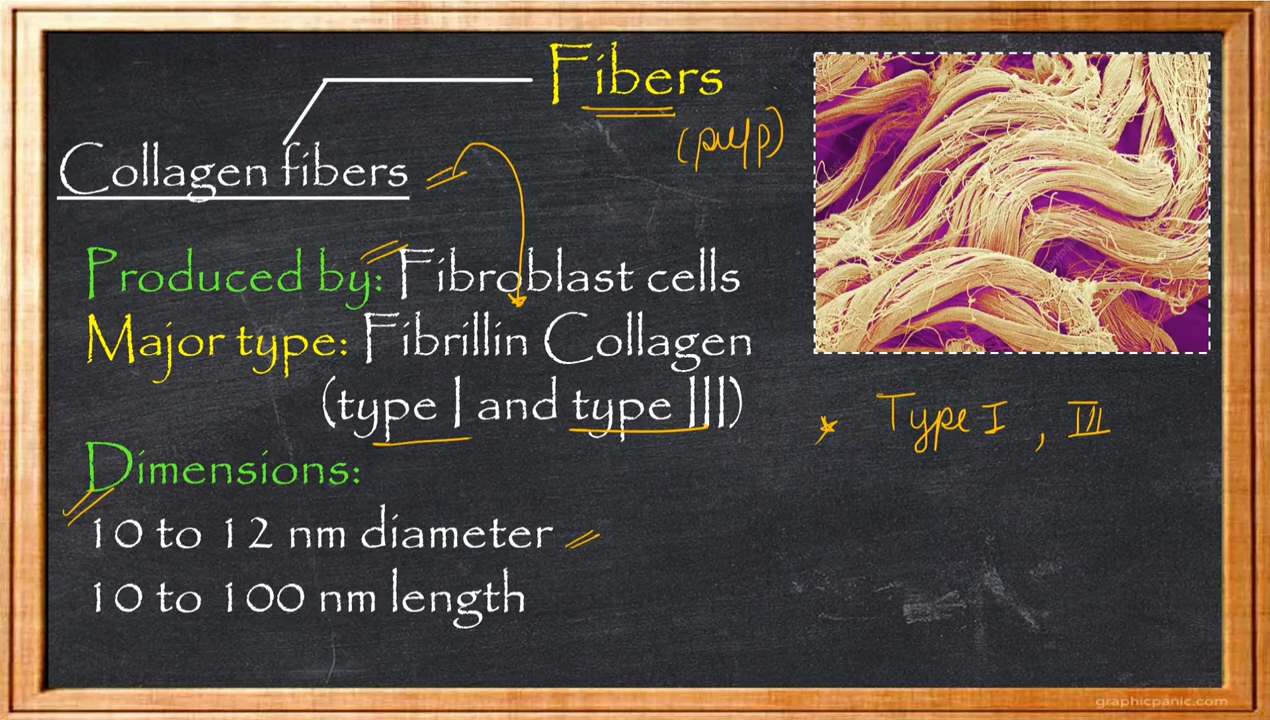 Fibers
(pulp)
Collagen fibers
Produced by: Fibroblast cells
Major type: Fibrillin Collagen
(type I and type III)
Type I , III
Dimensions:
10 to 12 nm diameter
10 to 100 nm length
graphicpanic.com